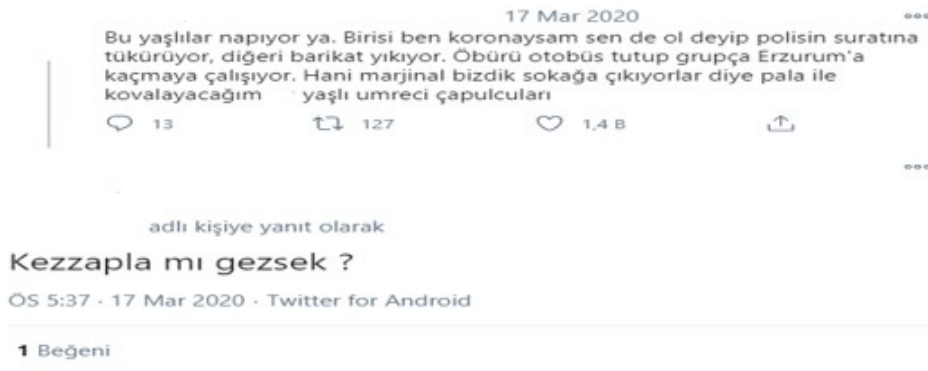 17 Mar 2020
Bu yaşlılar napıyor ya. Birisi ben koronaysam sen de ol deyip polisin suratına
tükürüyor, diğeri barikat yıkıyor. Öbürü otobüs tutup grupça Erzurum'a
kaçmaya çalışıyor. Hani marjinal bizdik sokağa çıkıyorlar diye pala ile
kovalayacağım yaşlı umreci çapulcuları
13 127 1,4 B
adlı kişiye yanıt olarak
Kezzapla mı gezsek ?
ÖS 5:37 · 17 Mar 2020 · Twitter for Android
1 Beğeni